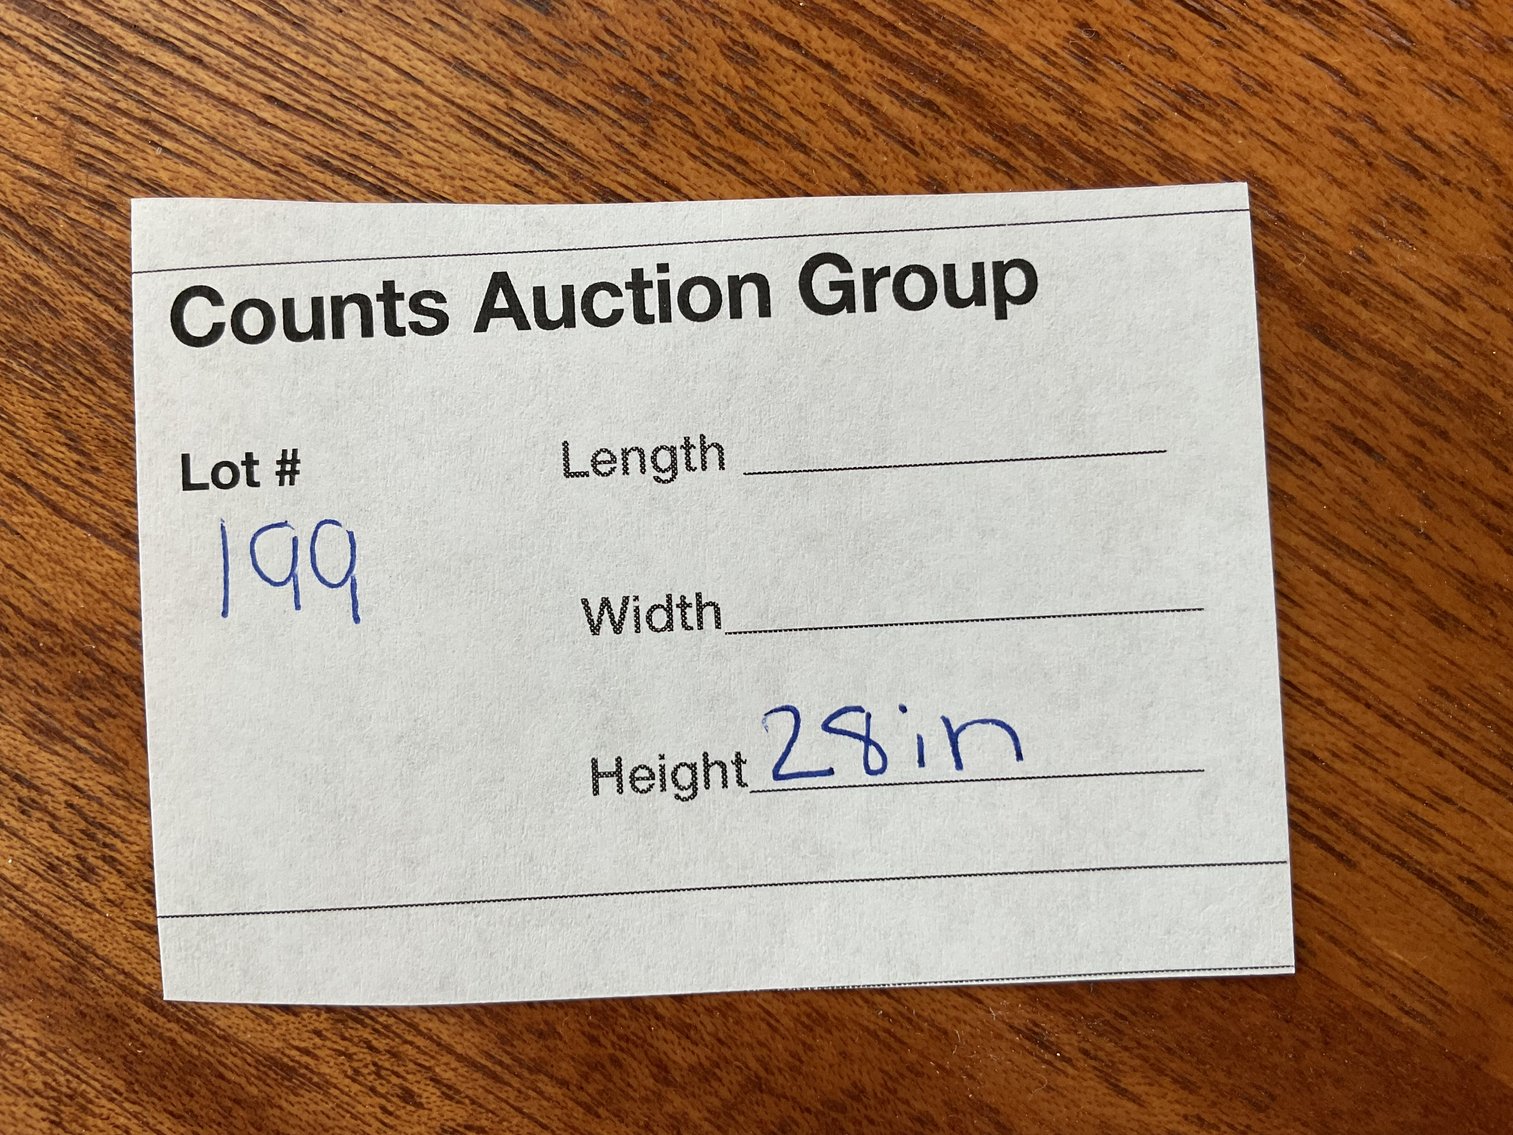 Counts Auction Group
Lot #
199
Length
Width
Height 28in